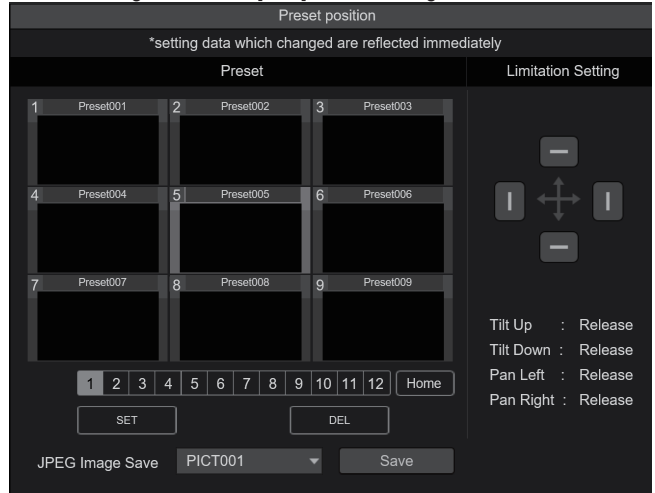 Preset position
*setting data which changed are reflected immediately
Preset
Limitation Setting
1 Preset001
2 Preset002
3 Preset003
4 Preset004
5 Preset005
6 Preset006
7 Preset007
8 Preset008
9 Preset009
1 2 3 4 5 6 7 8 9 10 11 12 Home
SET
DEL
JPEG Image Save PICT001 Save
Tilt Up : Release
Tilt Down : Release
Pan Left : Release
Pan Right : Release